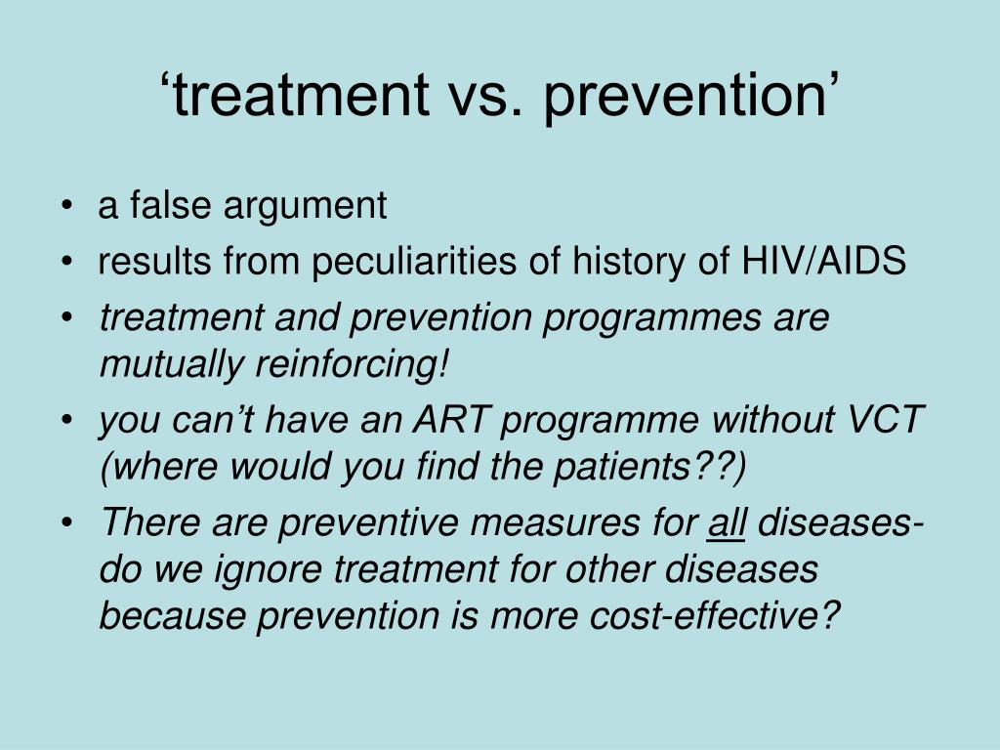 ‘treatment vs. prevention’
• a false argument
• results from peculiarities of history of HIV/AIDS
• treatment and prevention programmes are
mutually reinforcing!
• you can’t have an ART programme without VCT
(where would you find the patients??)
• There are preventive measures for all diseases-
do we ignore treatment for other diseases
because prevention is more cost-effective?